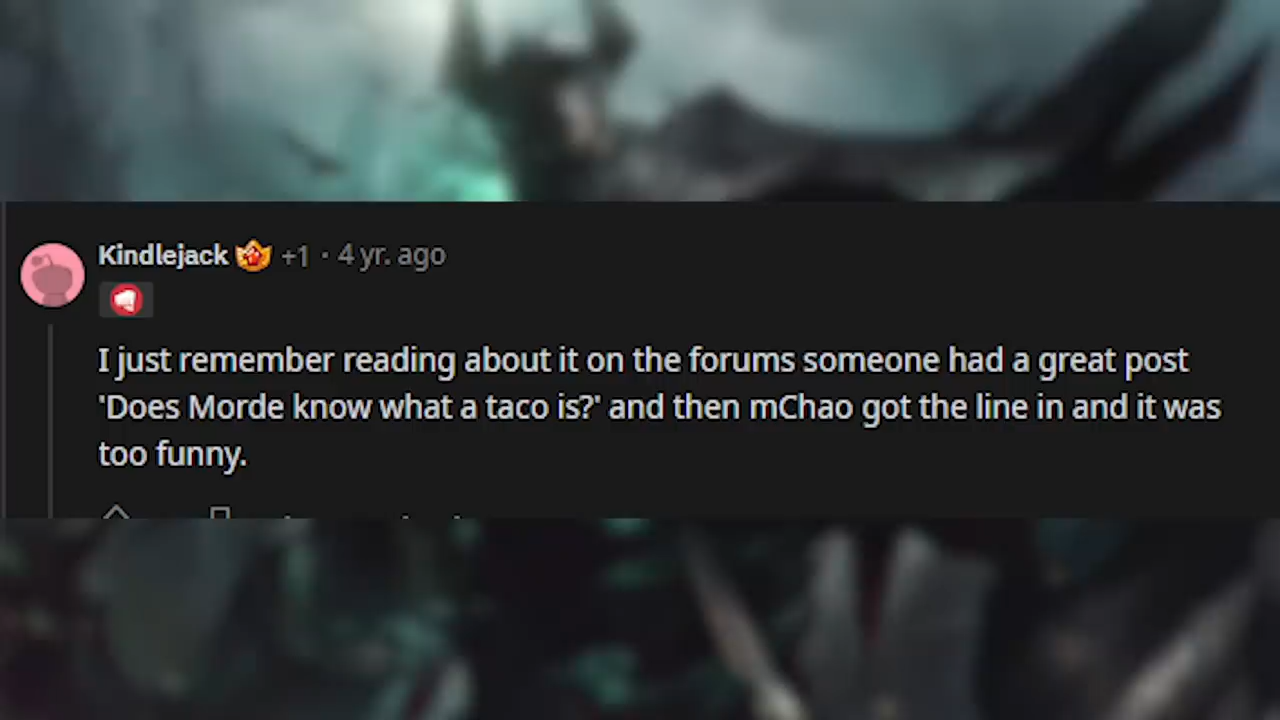 Kindlejack +1 · 4 yr. ago
I just remember reading about it on the forums someone had a great post
'Does Morde know what a taco is?' and then mChao got the line in and it was
too funny.